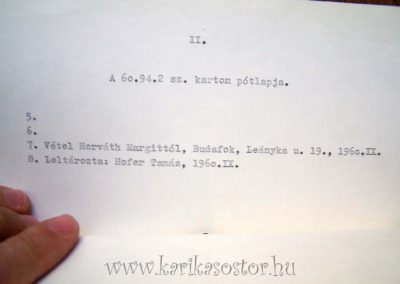 II.
A 6o.94.2 sz. karton pótlapja.
5.
6.
7. Vétel Horváth Margittól, Budafok, Leányka u. 19., 196o.IX.
8. Leltározta: Hofer Tamás, 196o.IX.
www.karikasostor.hu